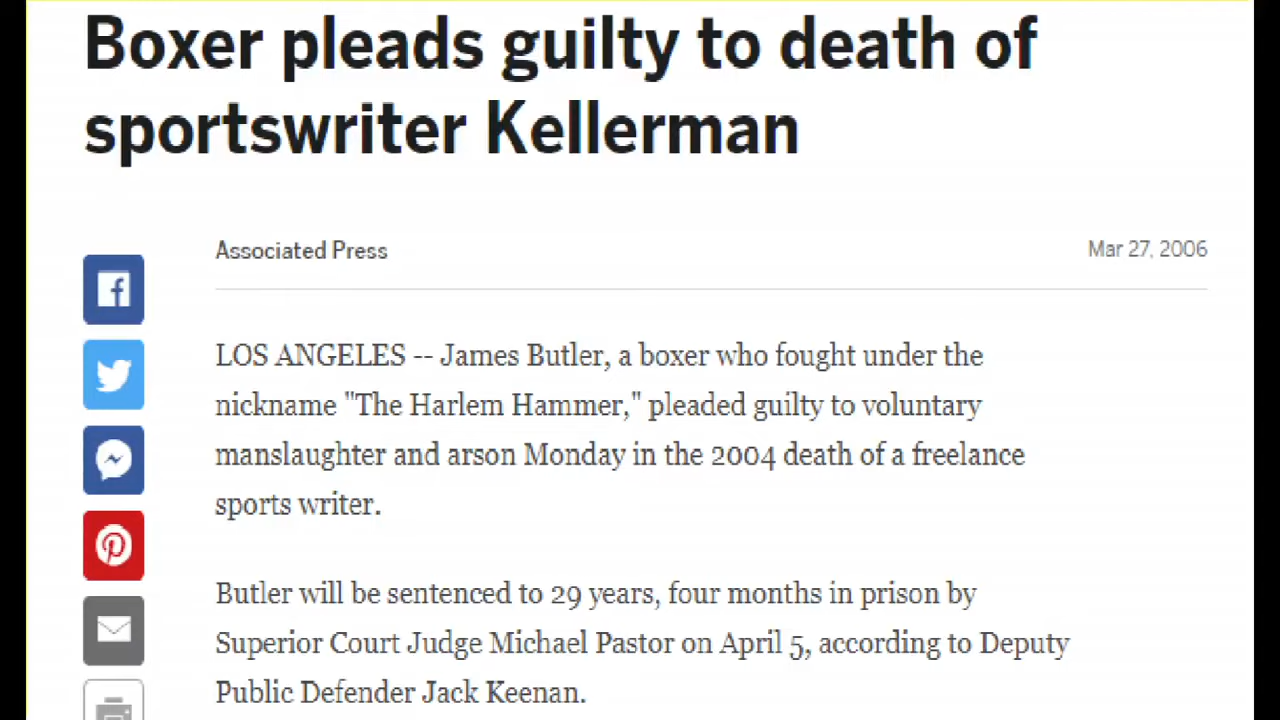 Boxer pleads guilty to death of
sportswriter Kellerman
Associated Press
Mar 27, 2006
LOS ANGELES -- James Butler, a boxer who fought under the
nickname "The Harlem Hammer," pleaded guilty to voluntary
manslaughter and arson Monday in the 2004 death of a freelance
sports writer.
Butler will be sentenced to 29 years, four months in prison by
Superior Court Judge Michael Pastor on April 5, according to Deputy
Public Defender Jack Keenan.